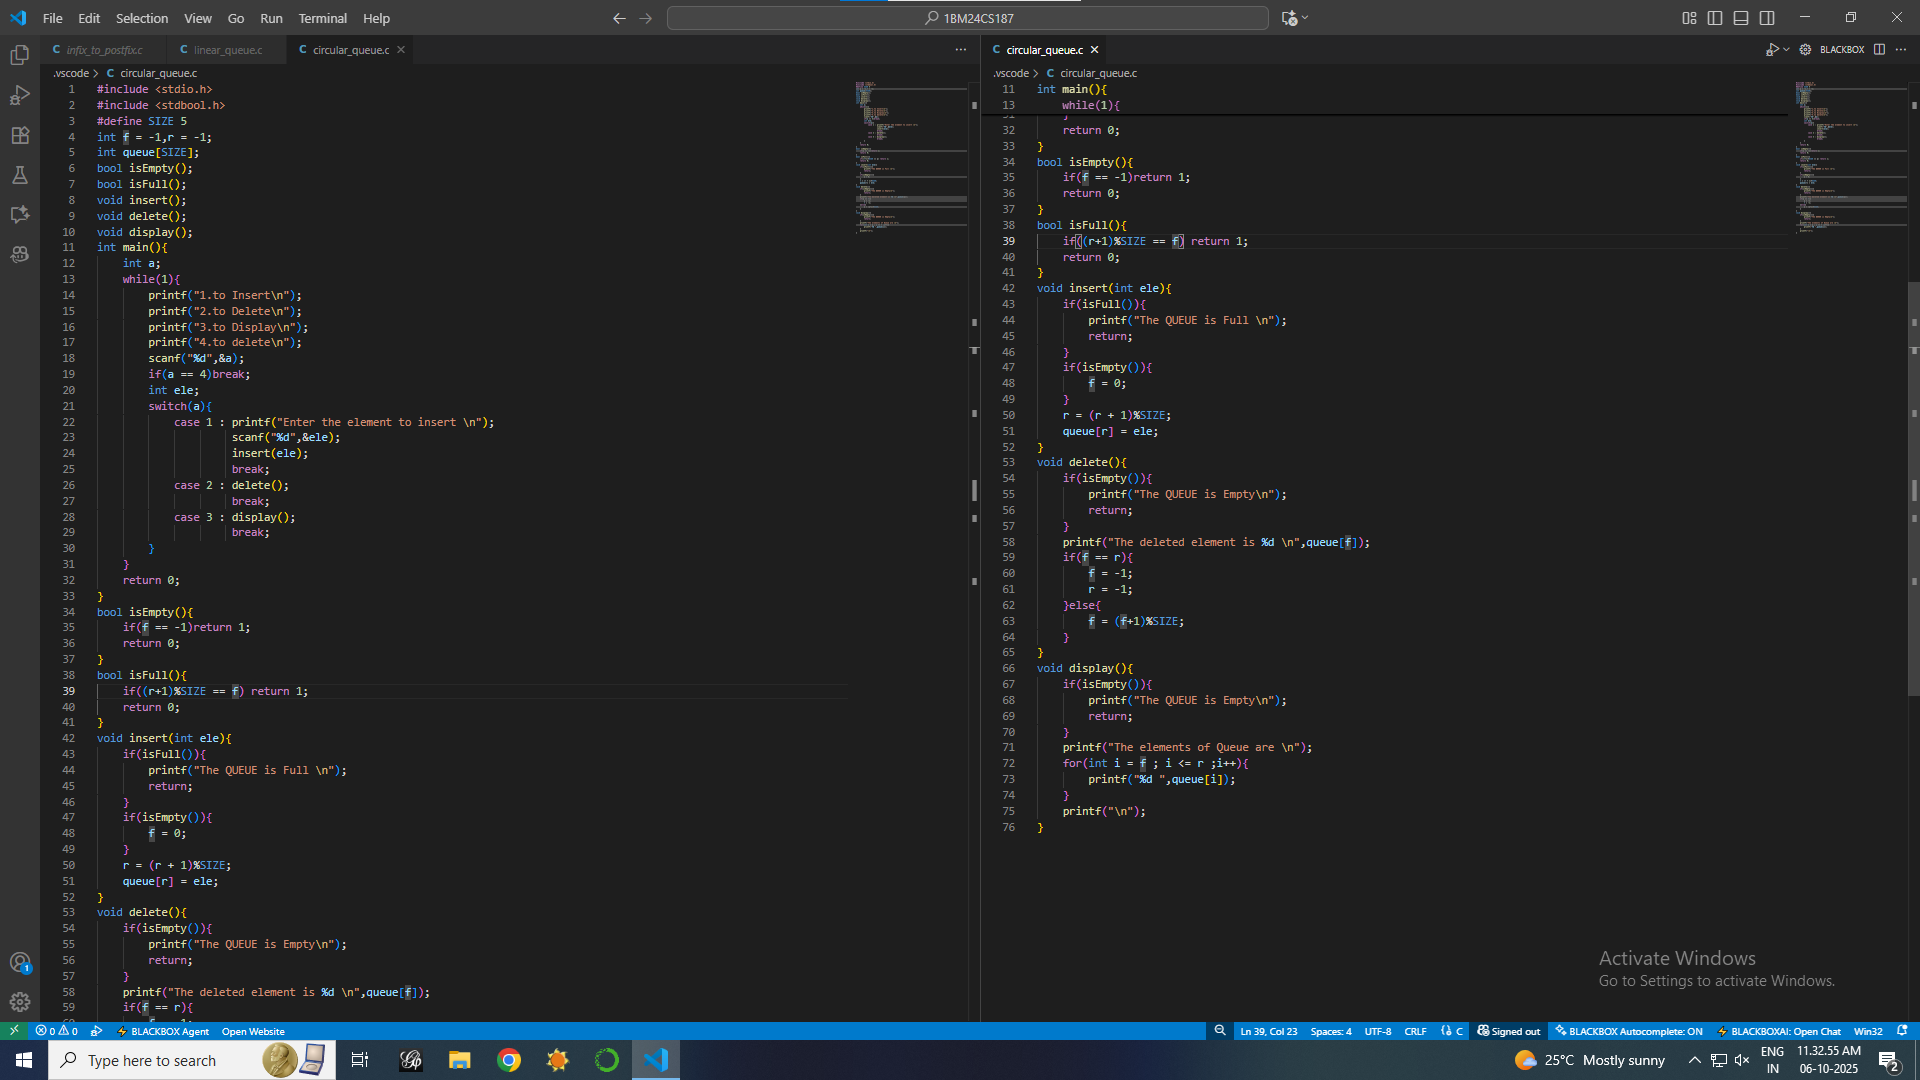 File Edit Selection View Go Run Terminal Help
1BM24CS187
C infix_to_postfix.c C linear_queue.c C circular_queue.c
.vscode > C circular_queue.c
1 #include <stdio.h>
2 #include <stdbool.h>
3 #define SIZE 5
4 int f = -1,r = -1;
5 int queue[SIZE];
6 bool isEmpty();
7 bool isFull();
8 void insert();
9 void delete();
10 void display();
11 int main(){
12 int a;
13 while(1){
14 printf("1.to Insert\n");
15 printf("2.to Delete\n");
16 printf("3.to Display\n");
17 printf("4.to delete\n");
18 scanf("%d",&a);
19 if(a == 4)break;
20 int ele;
21 switch(a){
22 case 1 : printf("Enter the element to insert \n");
23 scanf("%d",&ele);
24 insert(ele);
25 break;
26 case 2 : delete();
27 break;
28 case 3 : display();
29 break;
30 }
31 }
32 return 0;
33 }
34 bool isEmpty(){
35 if(f == -1)return 1;
36 return 0;
37 }
38 bool isFull(){
39 if((r+1)%SIZE == f) return 1;
40 return 0;
41 }
42 void insert(int ele){
43 if(isFull()){
44 printf("The QUEUE is Full \n");
45 return;
46 }
47 if(isEmpty()){
48 f = 0;
49 }
50 r = (r + 1)%SIZE;
51 queue[r] = ele;
52 }
53 void delete(){
54 if(isEmpty()){
55 printf("The QUEUE is Empty\n");
56 return;
57 }
58 printf("The deleted element is %d \n",queue[f]);
59 if(f == r){
C circular_queue.c
BLACKBOX
.vscode > C circular_queue.c
11 int main(){
13 while(1){
32 return 0;
33 }
34 bool isEmpty(){
35 if(f == -1)return 1;
36 return 0;
37 }
38 bool isFull(){
39 if((r+1)%SIZE == f) return 1;
40 return 0;
41 }
42 void insert(int ele){
43 if(isFull()){
44 printf("The QUEUE is Full \n");
45 return;
46 }
47 if(isEmpty()){
48 f = 0;
49 }
50 r = (r + 1)%SIZE;
51 queue[r] = ele;
52 }
53 void delete(){
54 if(isEmpty()){
55 printf("The QUEUE is Empty\n");
56 return;
57 }
58 printf("The deleted element is %d \n",queue[f]);
59 if(f == r){
60 f = -1;
61 r = -1;
62 }else{
63 f = (f+1)%SIZE;
64 }
65 }
66 void display(){
67 if(isEmpty()){
68 printf("The QUEUE is Empty\n");
69 return;
70 }
71 printf("The elements of Queue are \n");
72 for(int i = f ; i <= r ;i++){
73 printf("%d ",queue[i]);
74 }
75 printf("\n");
76 }
Activate Windows
Go to Settings to activate Windows.
0 0 BLACKBOX Agent Open Website
Ln 39, Col 23 Spaces: 4 UTF-8 CRLF {} C Signed out BLACKBOX Autocomplete: ON BLACKBOXAI: Open Chat Win32
Type here to search
25°C Mostly sunny
ENG IN
11.32.55 AM
06-10-2025
2